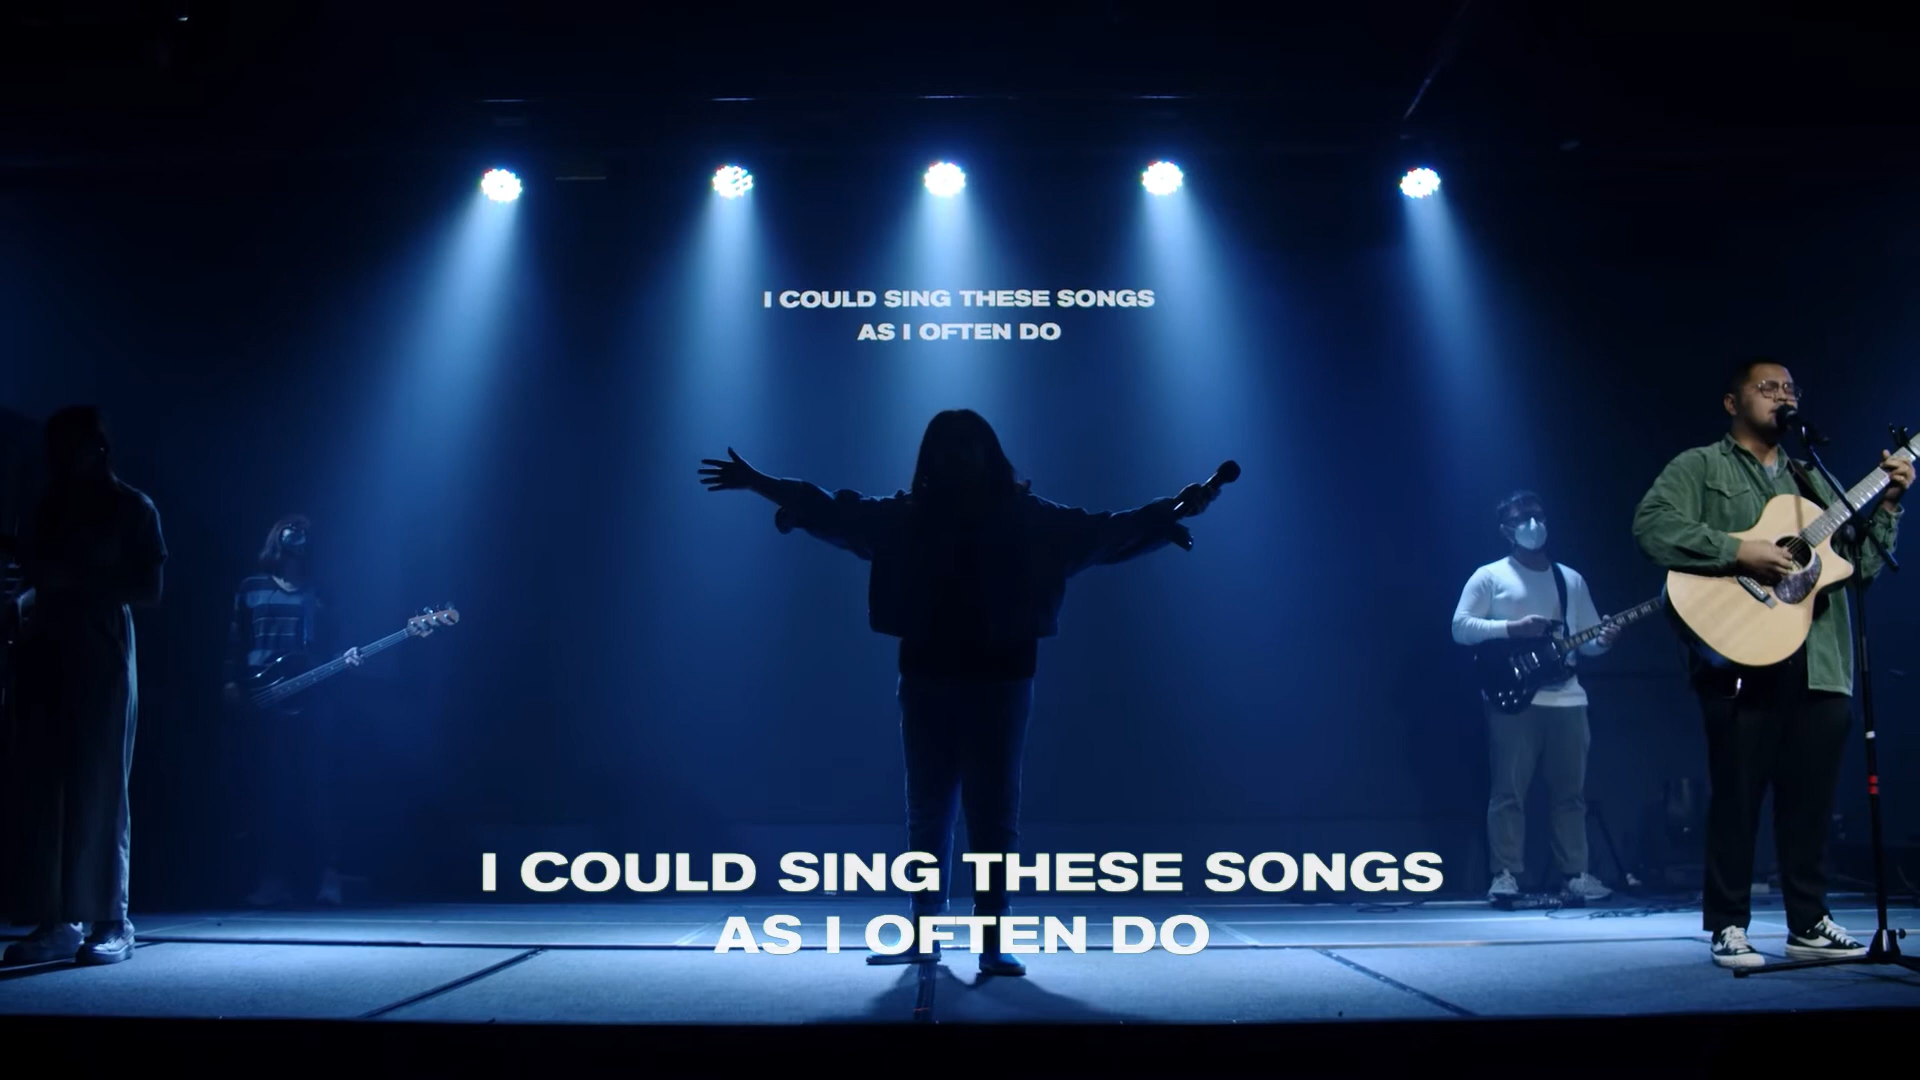 I COULD SING THESE SONGS
AS I OFTEN DO
I COULD SING THESE SONGS
AS I OFTEN DO